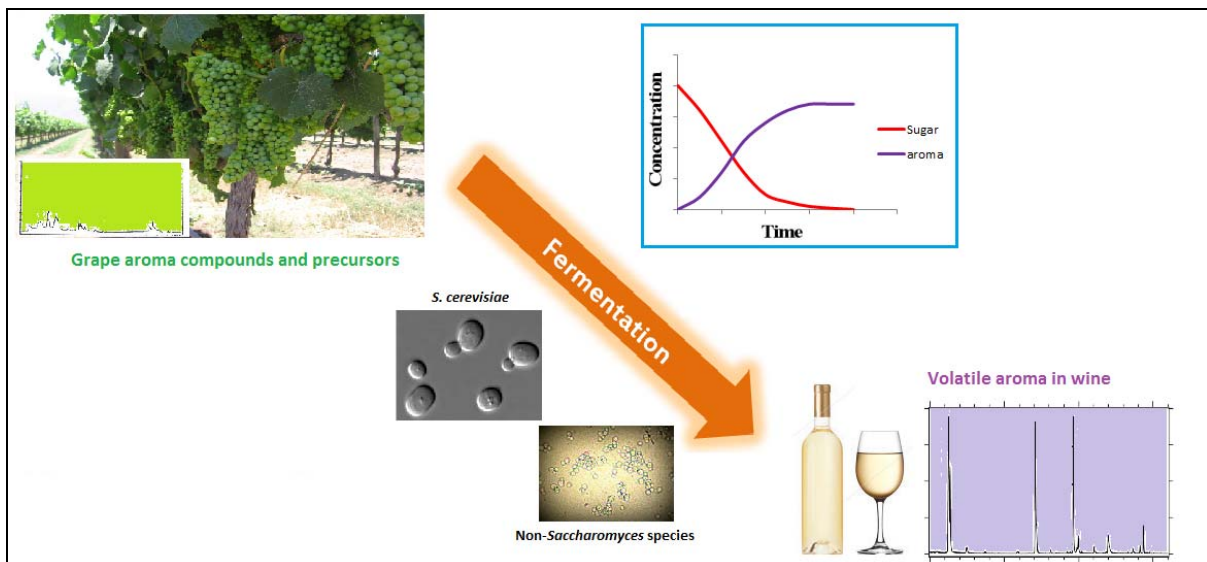 Grape aroma compounds and precursors
Concentration
Sugar
aroma
Time
Fermentation
S. cerevisiae
Non-Saccharomyces species
Volatile aroma in wine